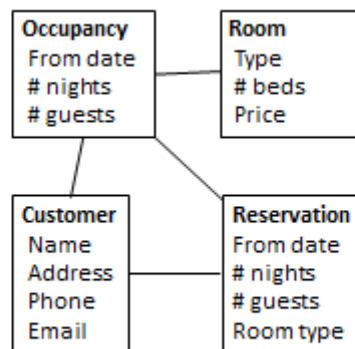 Occupancy
From date
# nights
# guests
Room
Type
# beds
Price
Customer
Name
Address
Phone
Email
Reservation
From date
# nights
# guests
Room type